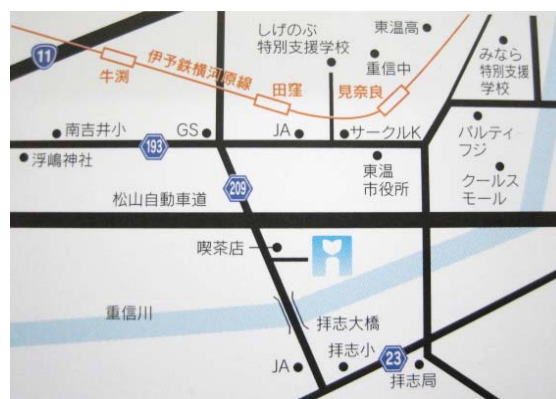 しげのぶ
特別支援学校
東温高
11
伊予鉄横河原線
重信中
みなら
特別支援
学校
牛渕
田窪
見奈良
南吉井小
193
GS
JA
サークルK
パルティ・
フジ
浮嶋神社
209
東温
市役所
クールス
モール
松山自動車道
喫茶店
重信川
拝志大橋
JA
拝志小
23
拝志局